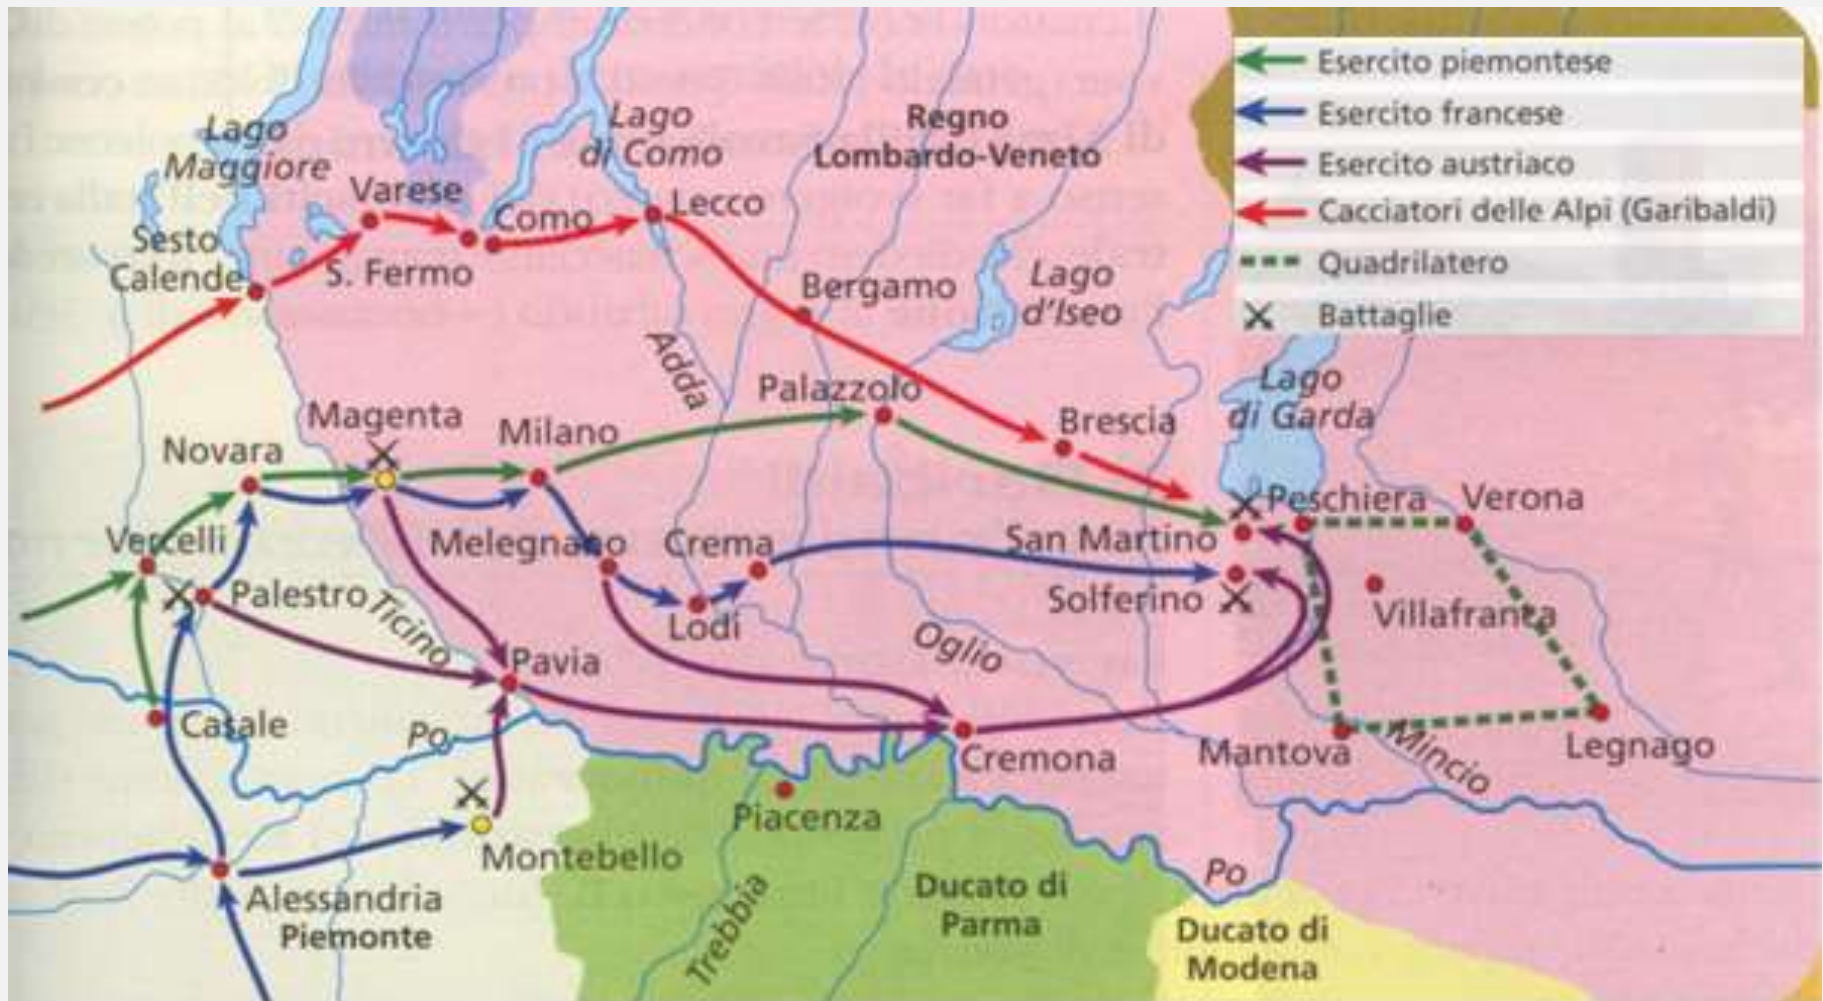 Esercito piemontese
Esercito francese
Esercito austriaco
Cacciatori delle Alpi (Garibaldi)
Quadrilatero
Battaglie
Lago
Maggiore
Lago
di Como
Regno
Lombardo-Veneto
Varese
Como
Lecco
Sesto
Calende
S. Fermo
Bergamo
Lago
d'Iseo
Adda
Palazzolo
Lago
di Garda
Magenta
Milano
Brescia
Novara
Peschiera
Verona
Vercelli
Melegnano
Crema
San Martino
Palestro
Ticino
Lodi
Solferino
Villafranca
Oglio
Pavia
Casale
Po
Cremona
Mantova
Mincio
Legnago
Piacenza
Montebello
Alessandria
Piemonte
Trebbia
Ducato di
Parma
Po
Ducato di
Modena